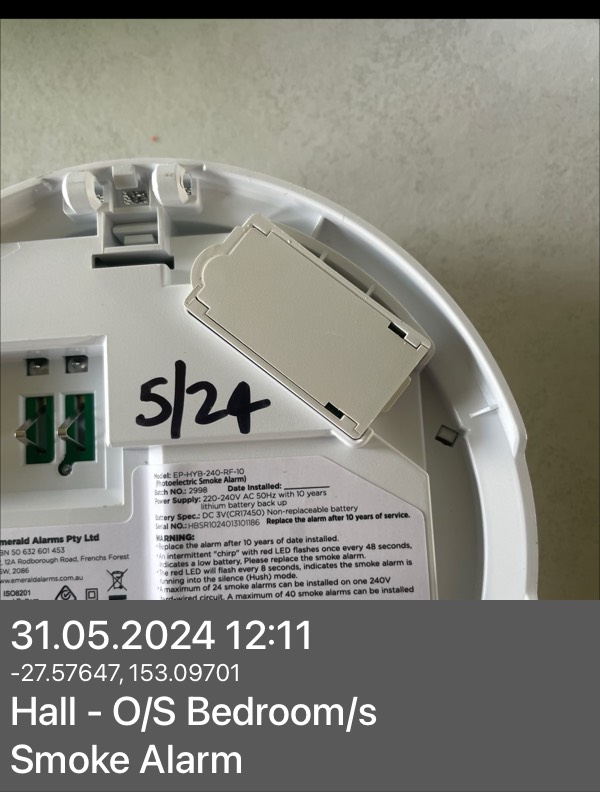 5/24
Model: EP-HYB-240-RF-10
Photoelectric Smoke Alarm)
Batch NO.: 2998 Date Installed:
Power Supply: 220-240V AC 50Hz with 10 years
lithium battery back up
Battery Spec.: DC 3V(CR17450) Non-replaceable battery
Serial NO.: HBSR1024013101186 Replace the alarm after 10 years of service.
WARNING:
*Replace the alarm after 10 years of date installed.
*An intermittent "chirp" with red LED flashes once every 48 seconds,
indicates a low battery, Please replace the smoke alarm.
*The red LED will flash every 8 seconds, indicates the smoke alarm is
running into the silence (Hush) mode.
*A maximum of 24 smoke alarms can be installed on one 240V
hard-wired circuit. A maximum of 40 smoke alarms can be installed
merald Alarms Pty Ltd
BN 50 632 601 453
, 12A Rodborough Road, Frenchs Forest
SW, 2086
w.emeraldalarms.com.au
ISO8201
31.05.2024 12:11
-27.57647, 153.09701
Hall - O/S Bedroom/s
Smoke Alarm